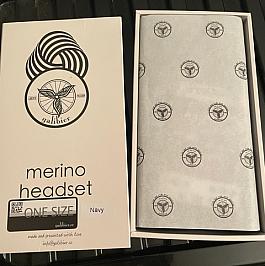 galibier
merino
headset
ONE SIZE
Navy
made and presented with love